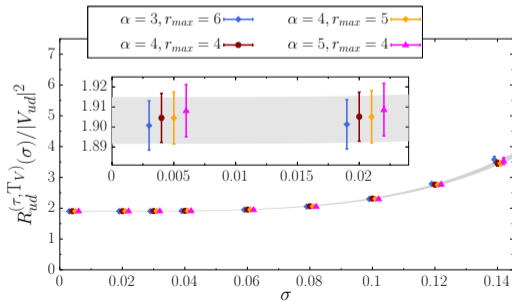 α = 3, r_max = 6 α = 4, r_max = 5
α = 4, r_max = 4 α = 5, r_max = 4
7
6
5
4
3
2
1
0
1.92
1.91
1.90
1.89
0 0.005 0.01 0.015 0.02
R_ud^(τ,T_V)(σ)/|V_ud|^2
0.02 0.04 0.06 0.08 0.1 0.12 0.14
σ